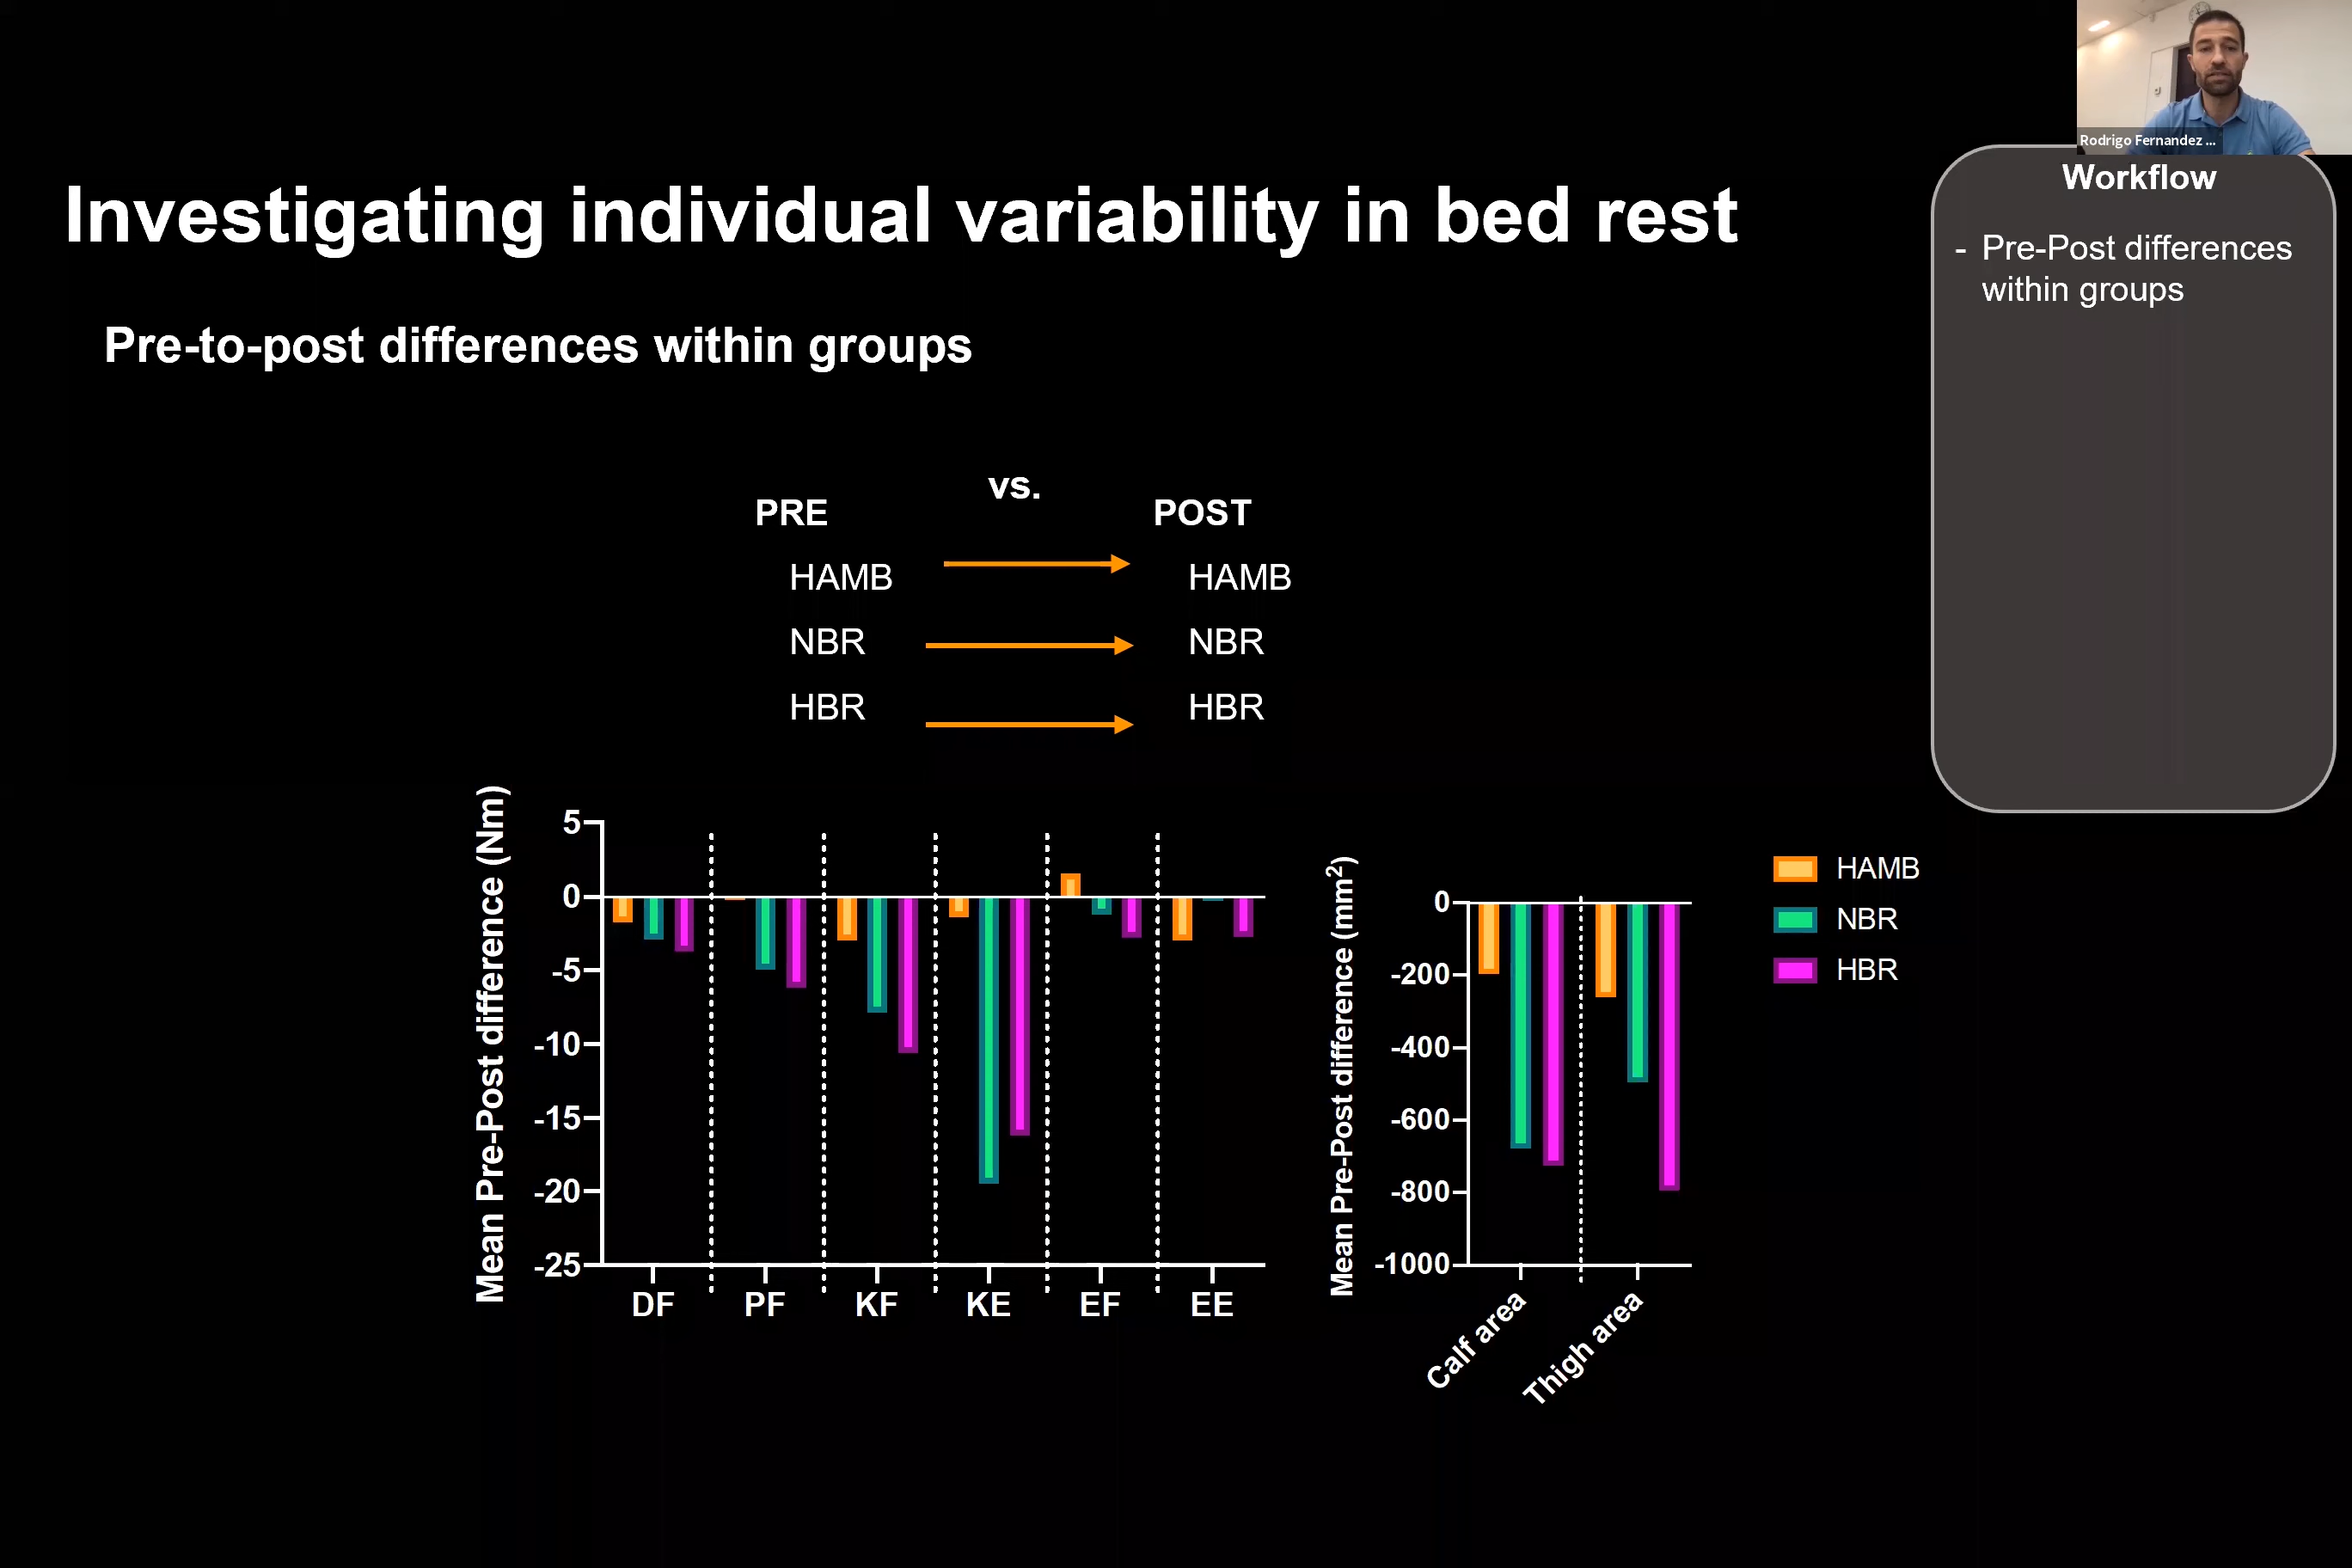 Rodrigo Fernandez ...
Workflow
- Pre-Post differences
within groups
Investigating individual variability in bed rest
Pre-to-post differences within groups
vs.
PRE
POST
HAMB
HAMB
NBR
NBR
HBR
HBR
Mean Pre-Post difference (Nm)
5
0
-5
-10
-15
-20
-25
DF
PF
KF
KE
EF
EE
Mean Pre-Post difference (mm²)
0
-200
-400
-600
-800
-1000
Calf area
Thigh area
HAMB
NBR
HBR